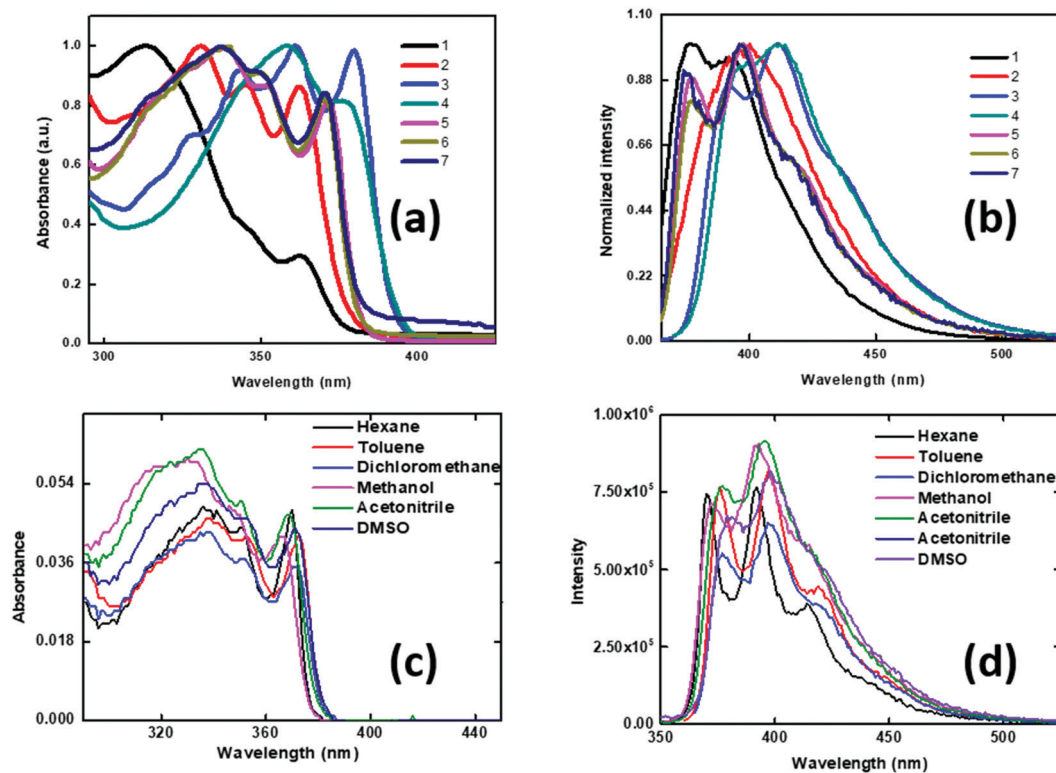 1.0
0.8
0.6
0.4
0.2
0.0
Absorbance (a.u.)
300
350
400
Wavelength (nm)
1
2
3
4
5
6
7
(a)
1.10
0.88
0.66
0.44
0.22
0.00
Normalized intensity
400
450
500
Wavelength (nm)
1
2
3
4
5
6
7
(b)
0.054
0.036
0.018
0.000
Absorbance
320
360
400
440
Wavelength (nm)
Hexane
Toluene
Dichloromethane
Methanol
Acetonitrile
DMSO
(c)
1.00x10⁶
7.50x10⁵
5.00x10⁵
2.50x10⁵
0.00
Intensity
350
400
450
500
Wavelength (nm)
Hexane
Toluene
Dichloromethane
Methanol
Acetonitrile
Acetonitrile
DMSO
(d)